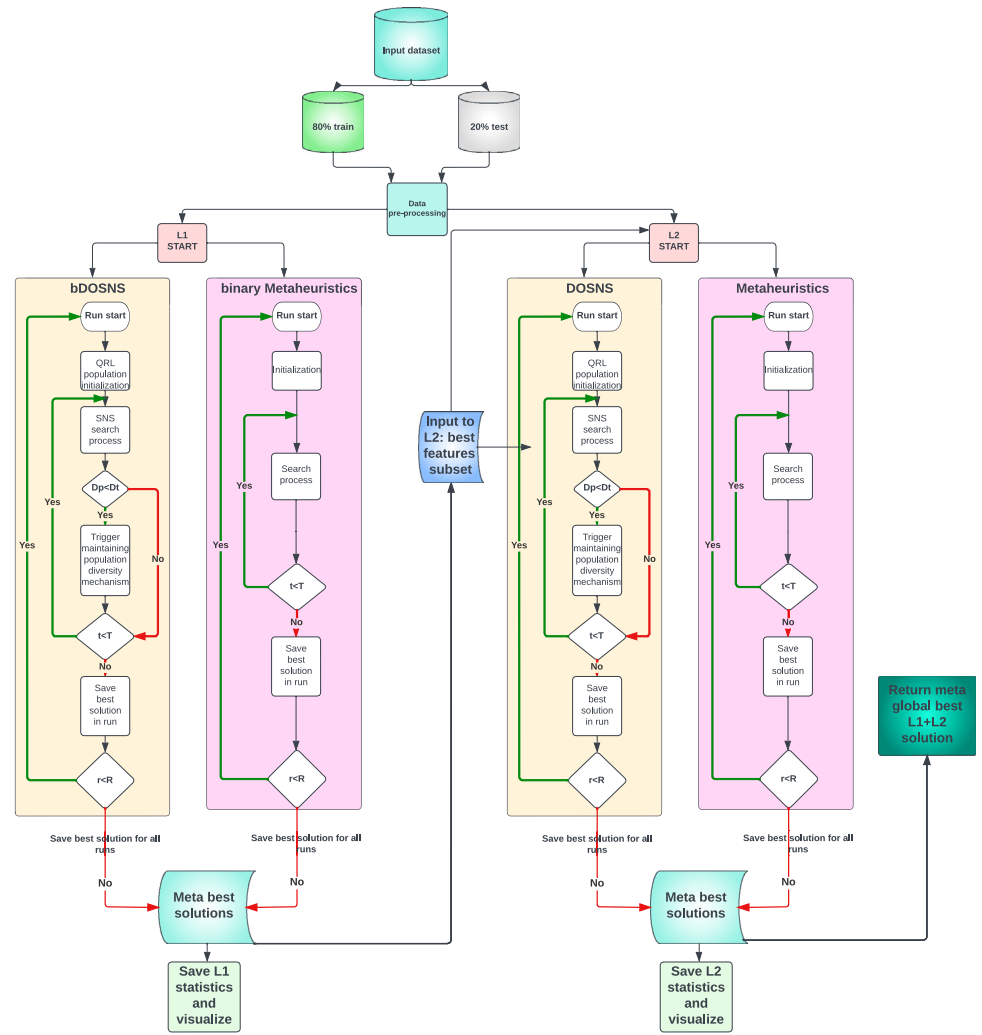 Input dataset
80% train
20% test
Data
pre-processing
L1
START
L2
START
bDOSNS
Run start
QRL
population
initialization
SNS
search
process
Dp<Dt
Yes
Yes
Yes
No
Trigger
maintaining
population
diversity
mechanism
t<T
No
Save
best
solution
in run
r<R
Save best solution for all
runs
No
binary Metaheuristics
Run start
Initialization
Search
process
Yes
Yes
t<T
No
Save
best
solution
in run
r<R
Save best solution for all
runs
No
Meta best
solutions
Save L1
statistics
and
visualize
Input to
L2: best
features
subset
DOSNS
Run start
QRL
population
initialization
SNS
search
process
Dp<Dt
Yes
Yes
Yes
No
Trigger
maintaining
population
diversity
mechanism
t<T
No
Save
best
solution
in run
r<R
Save best solution for all
runs
No
Metaheuristics
Run start
Initialization
Search
process
Yes
Yes
t<T
No
Save
best
solution
in run
r<R
Save best solution for all
runs
No
Meta best
solutions
Save L2
statistics
and
visualize
Return meta
global best
L1+L2
solution